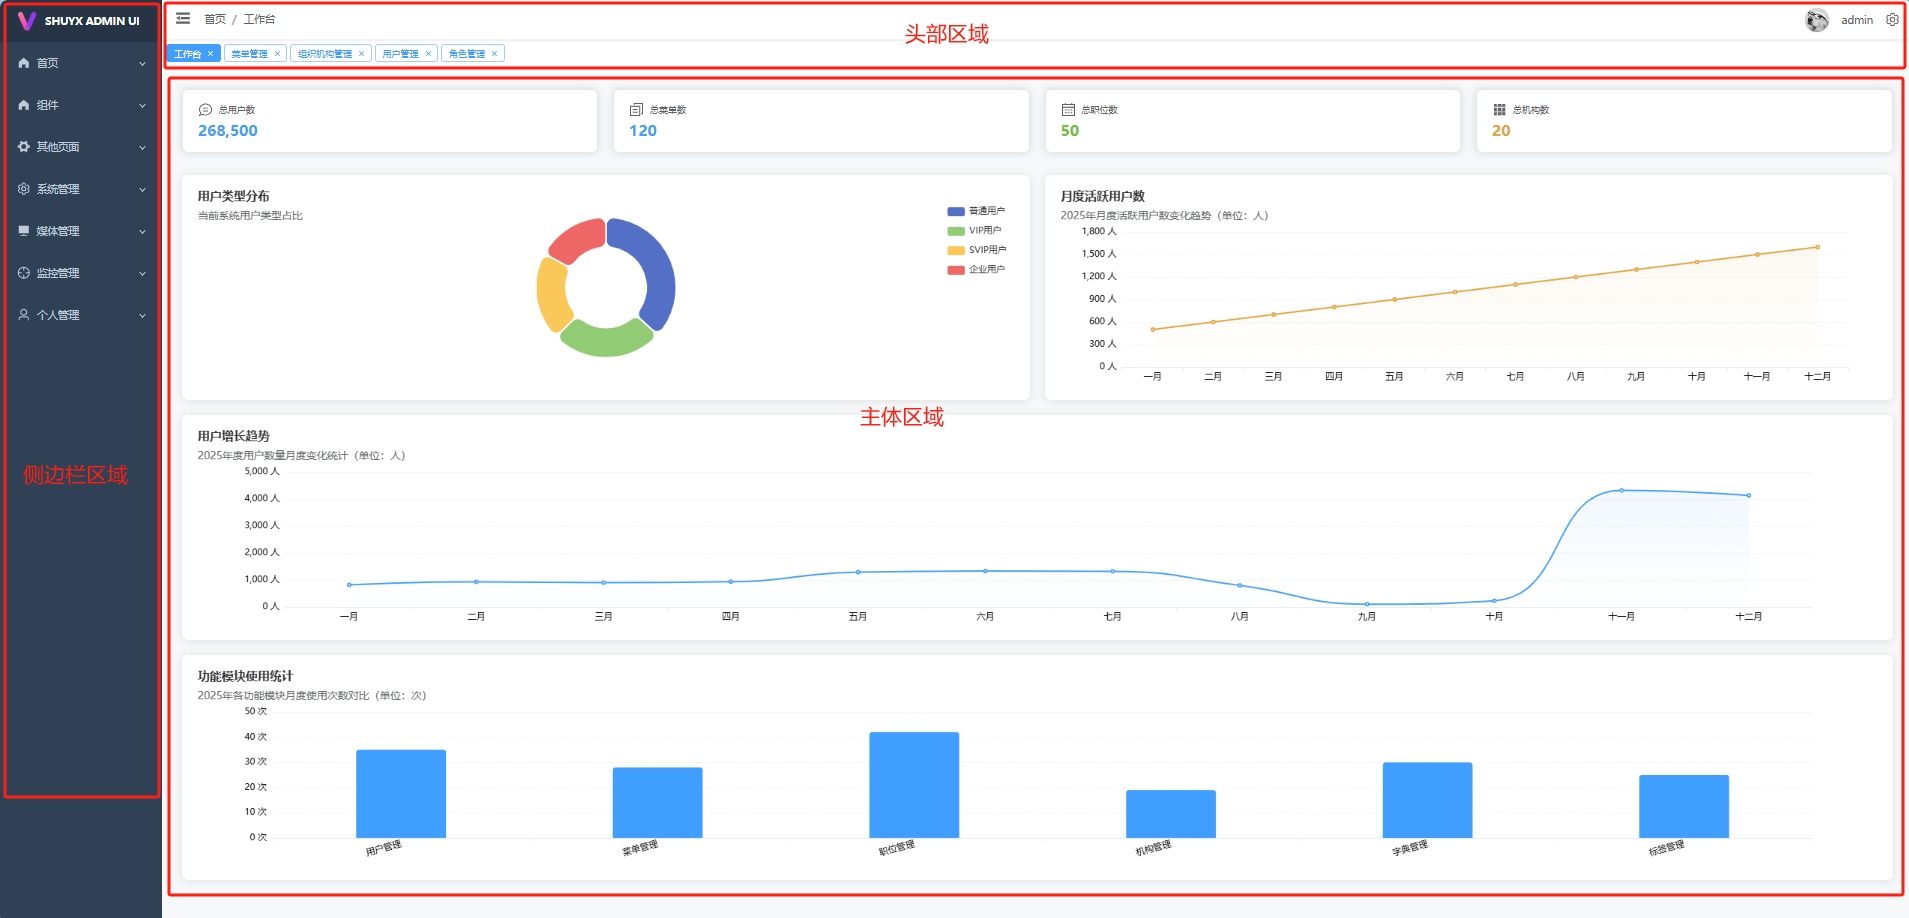 SHUYX ADMIN UI
首页
组件
其他页面
系统管理
媒体管理
监控管理
个人管理
侧边栏区域
首页 / 工作台
头部区域
admin
工作台 × 菜单管理 × 组织机构管理 × 用户管理 × 角色管理 ×
总用户数
268,500
总菜单数
120
总职位数
50
总机构数
20
用户类型分布
当前系统用户类型占比
普通用户
VIP用户
SVIP用户
企业用户
月度活跃用户数
2025年月度活跃用户数变化趋势（单位：人）
1,800 人
1,500 人
1,200 人
900 人
600 人
300 人
0 人
一月 二月 三月 四月 五月 六月 七月 八月 九月 十月 十一月 十二月
主体区域
用户增长趋势
2025年度用户数量月度变化统计（单位：人）
5,000 人
4,000 人
3,000 人
2,000 人
1,000 人
0 人
一月 二月 三月 四月 五月 六月 七月 八月 九月 十月 十一月 十二月
功能模块使用统计
2025年各功能模块月度使用次数对比（单位：次）
50 次
40 次
30 次
20 次
10 次
0 次
用户管理 菜单管理 职位管理 机构管理 字典管理 标签管理